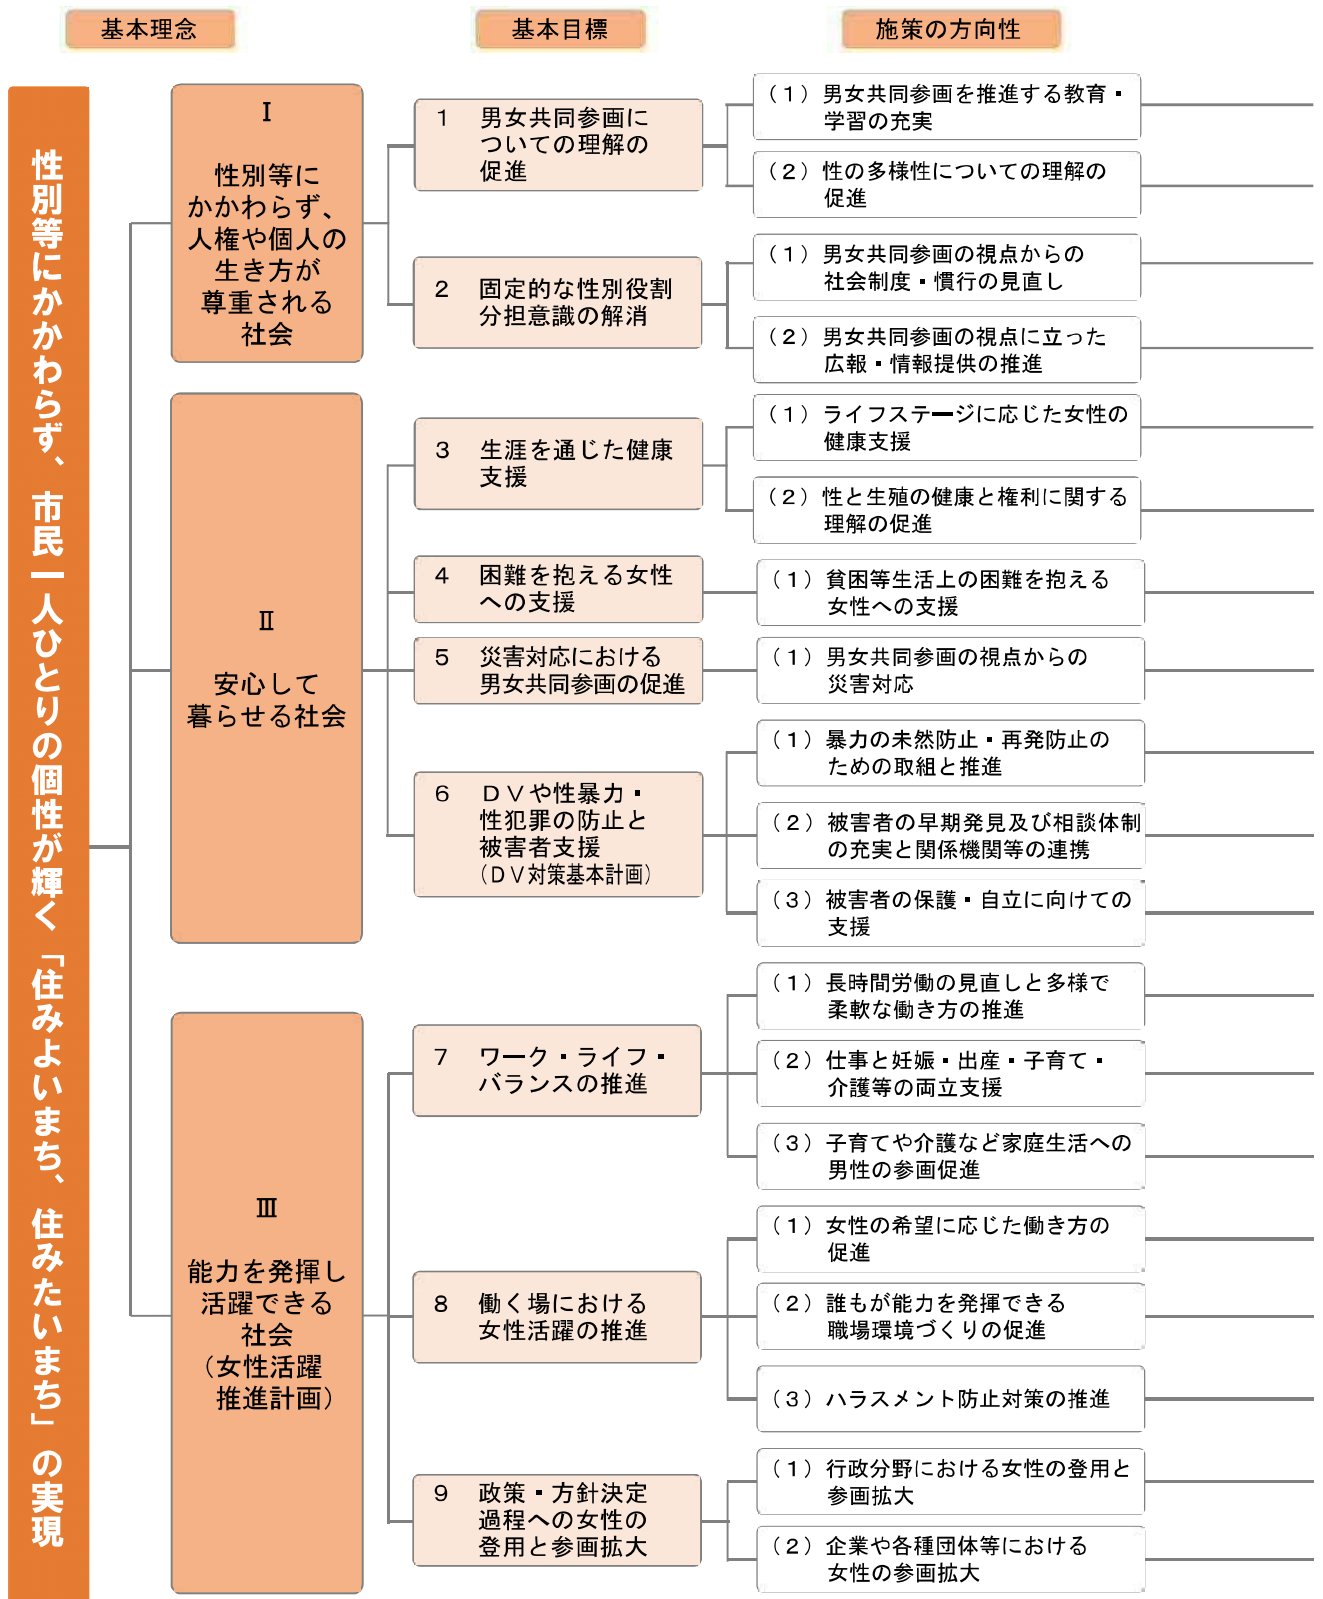 基本理念
基本目標
施策の方向性
性別等にかかわらず、市民一人ひとりの個性が輝く「住みよいまち、住みたいまち」の実現
Ⅰ
性別等に
かかわらず、
人権や個人の
生き方が
尊重される
社会
1 男女共同参画に
ついての理解の
促進
（1）男女共同参画を推進する教育・
学習の充実
（2）性の多様性についての理解の
促進
2 固定的な性別役割
分担意識の解消
（1）男女共同参画の視点からの
社会制度・慣行の見直し
（2）男女共同参画の視点に立った
広報・情報提供の推進
Ⅱ
安心して
暮らせる社会
3 生涯を通じた健康
支援
（1）ライフステージに応じた女性の
健康支援
（2）性と生殖の健康と権利に関する
理解の促進
4 困難を抱える女性
への支援
（1）貧困等生活上の困難を抱える
女性への支援
5 災害対応における
男女共同参画の促進
（1）男女共同参画の視点からの
災害対応
6 ＤＶや性暴力・
性犯罪の防止と
被害者支援
（ＤＶ対策基本計画）
（1）暴力の未然防止・再発防止の
ための取組と推進
（2）被害者の早期発見及び相談体制
の充実と関係機関等の連携
（3）被害者の保護・自立に向けての
支援
Ⅲ
能力を発揮し
活躍できる
社会
（女性活躍
推進計画）
7 ワーク・ライフ・
バランスの推進
（1）長時間労働の見直しと多様で
柔軟な働き方の推進
（2）仕事と妊娠・出産・子育て・
介護等の両立支援
（3）子育てや介護など家庭生活への
男性の参画促進
8 働く場における
女性活躍の推進
（1）女性の希望に応じた働き方の
促進
（2）誰もが能力を発揮できる
職場環境づくりの促進
（3）ハラスメント防止対策の推進
9 政策・方針決定
過程への女性の
登用と参画拡大
（1）行政分野における女性の登用と
参画拡大
（2）企業や各種団体等における
女性の参画拡大